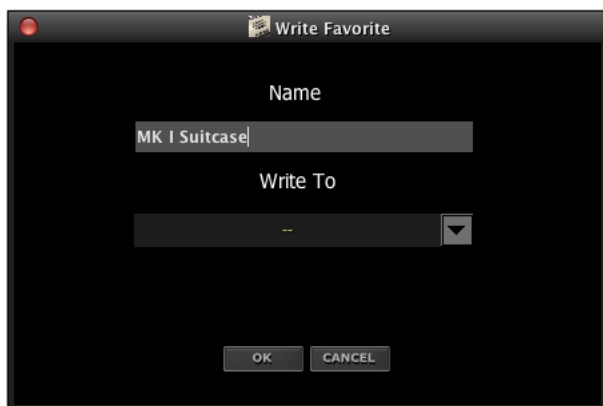 Write Favorite
Name
MK I Suitcase
Write To
--
OK CANCEL